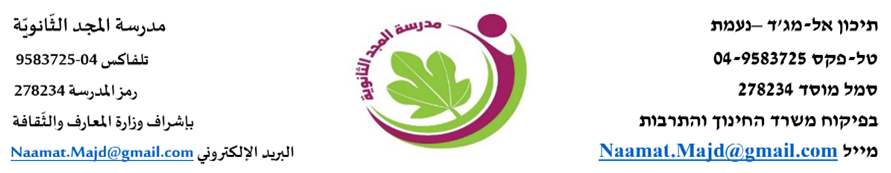 תיכון אל-מג'ד –נעמת
טל-פקס 04-9583725
סמל מוסד 278234
בפיקוח משרד החינוך והתרבות
מייל Naamat.Majd@gmail.com
مدرسة المجد الثانوية
مدرسة المجد الثّانويّة
تلفاكس 04-9583725
رمز المدرسة 278234
بإشراف وزارة المعارف والثّقافة
البريد الإلكتروني Naamat.Majd@gmail.com